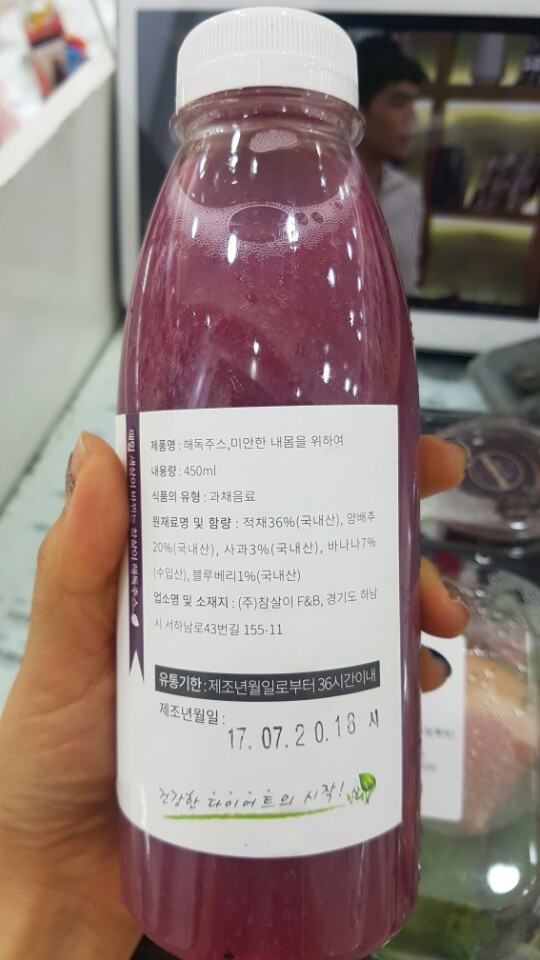 제품명 : 해독주스,미안한 내몸을 위하여
내용량 : 450ml
식품의 유형 : 과채음료
원재료명 및 함량 : 적채36%(국내산), 양배추
20%(국내산), 사과3%(국내산), 바나나7%
(수입산),블루베리1%(국내산)
업소명 및 소재지 : (주)참살이 F&B, 경기도 하남
시 서하남로43번길 155-11
유통기한 : 제조년월일로부터 36시간이내
제조년월일 :
17. 07. 2 0. 18 시
건강한 다이어트의 시작!
매일 해독주스